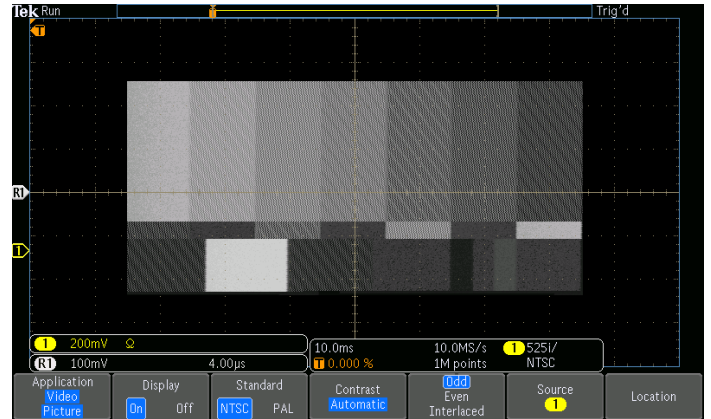 Tek Run Trig'd
T
R1
1
1 200mV Ω
R1 100mV 4.00μs
10.0ms 10.0MS/s 1 525i/
T 0.000 % 1M points NTSC
Application
Video
Picture
Display
On Off
Standard
NTSC PAL
Contrast
Automatic
Odd
Even
Interlaced
Source
1
Location